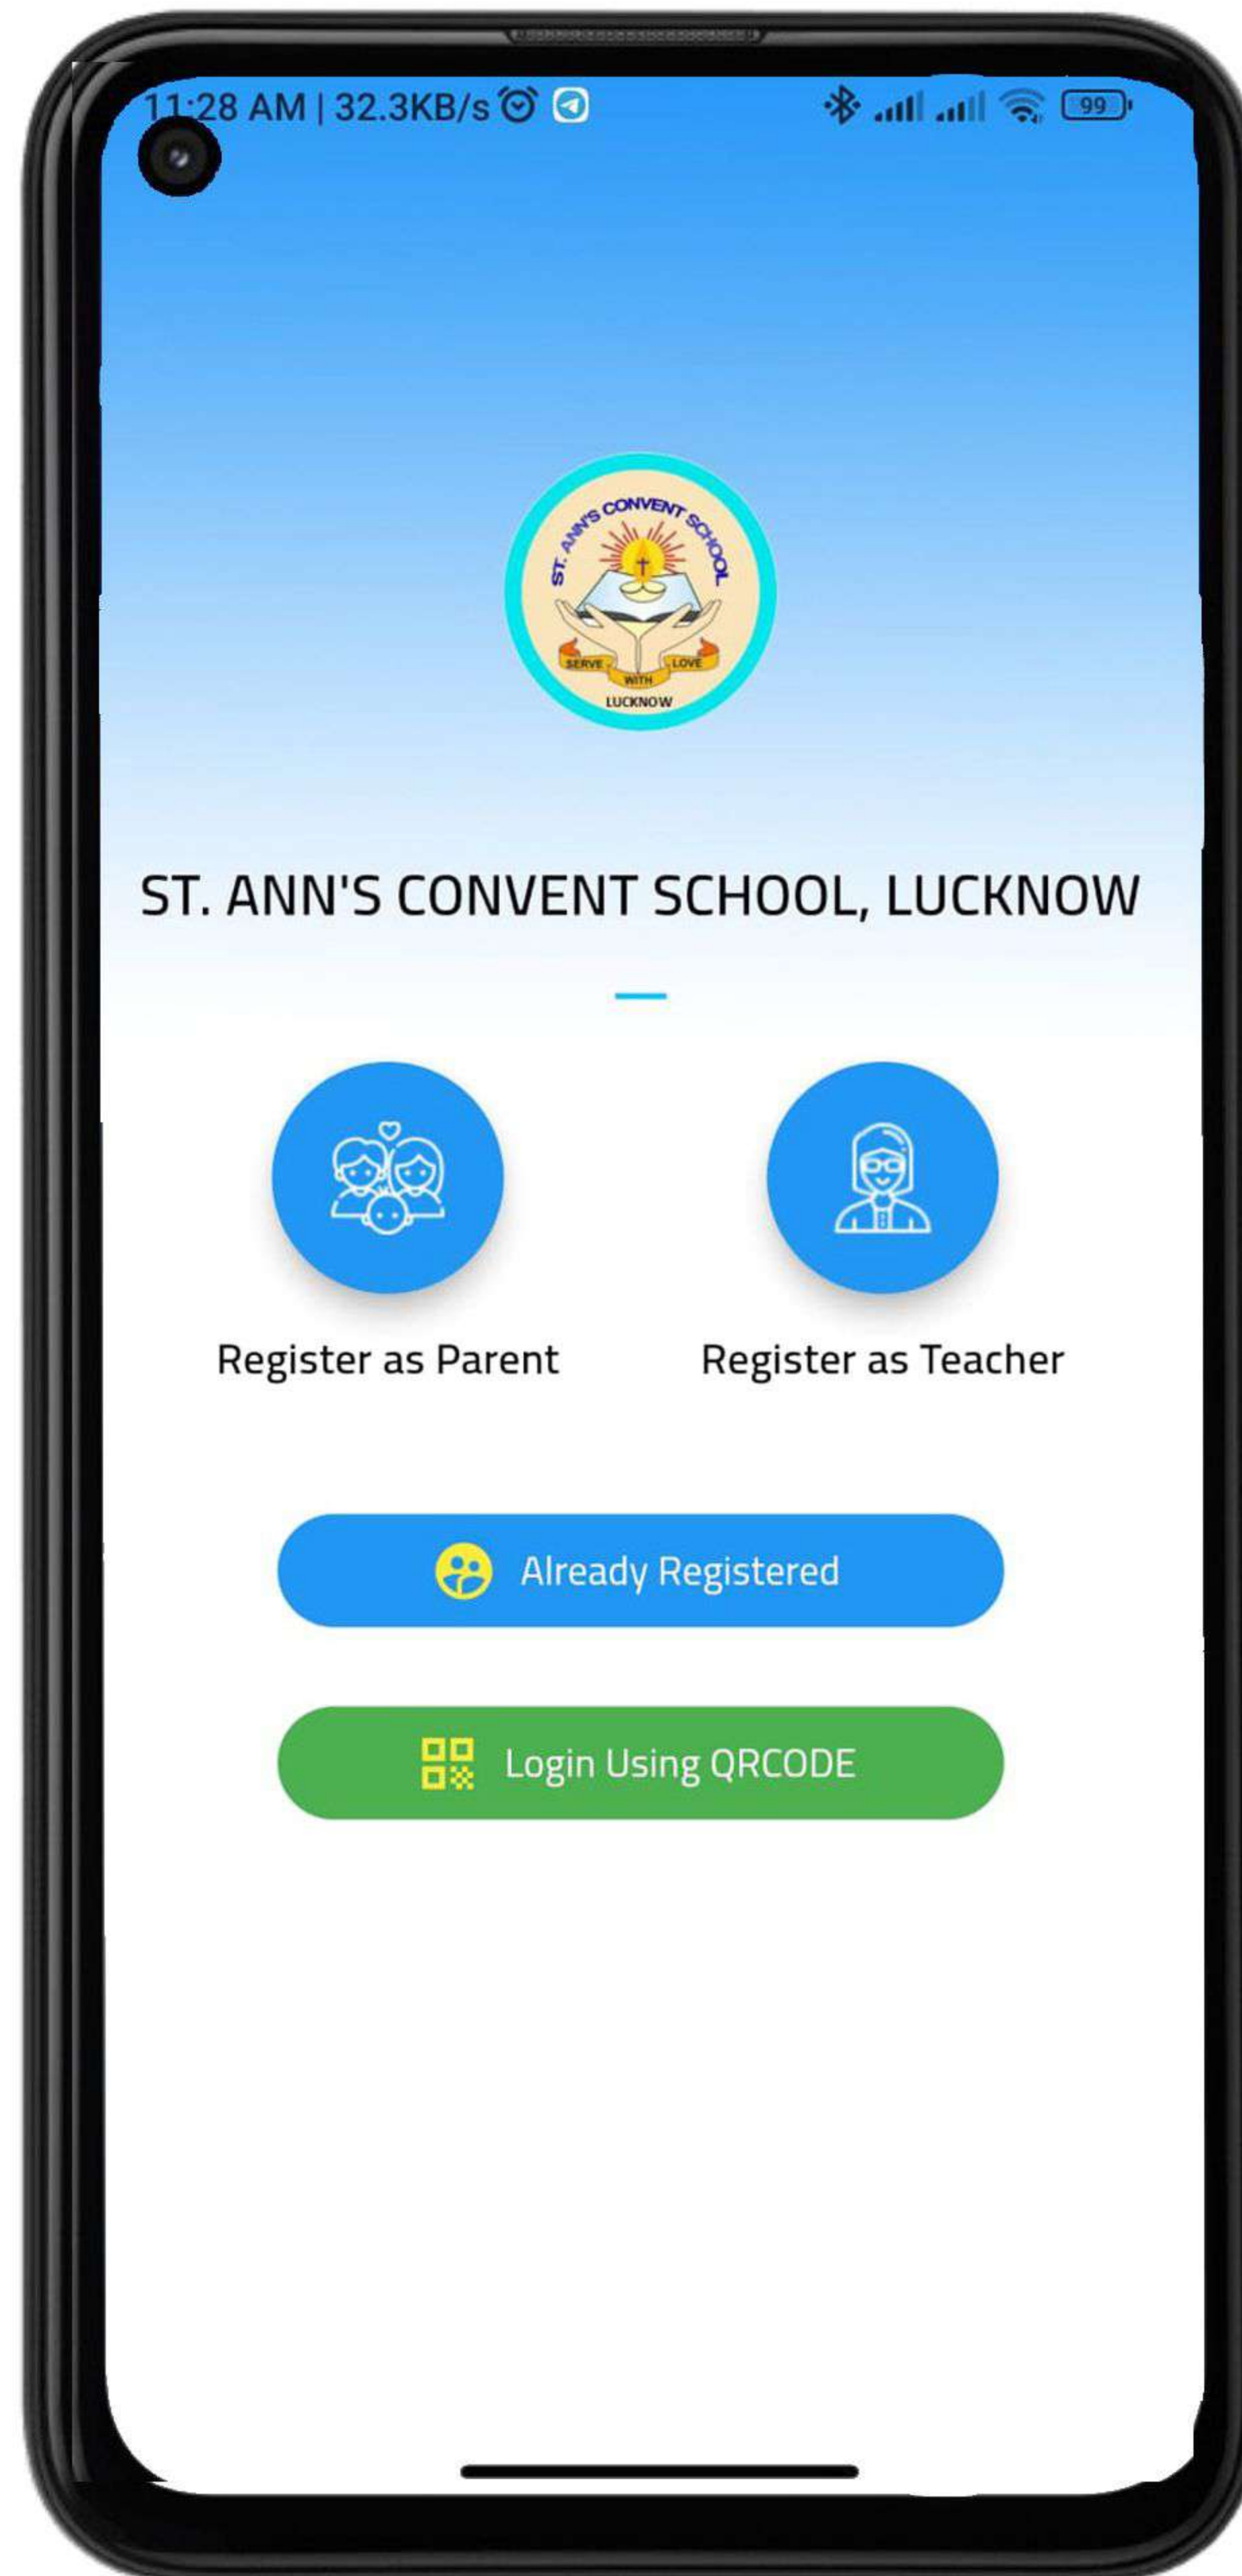 11:28 AM | 32.3KB/s
99
ST. ANN'S CONVENT SCHOOL
SERVE WITH LOVE
LUCKNOW
ST. ANN'S CONVENT SCHOOL, LUCKNOW
Register as Parent
Register as Teacher
Already Registered
Login Using QRCODE